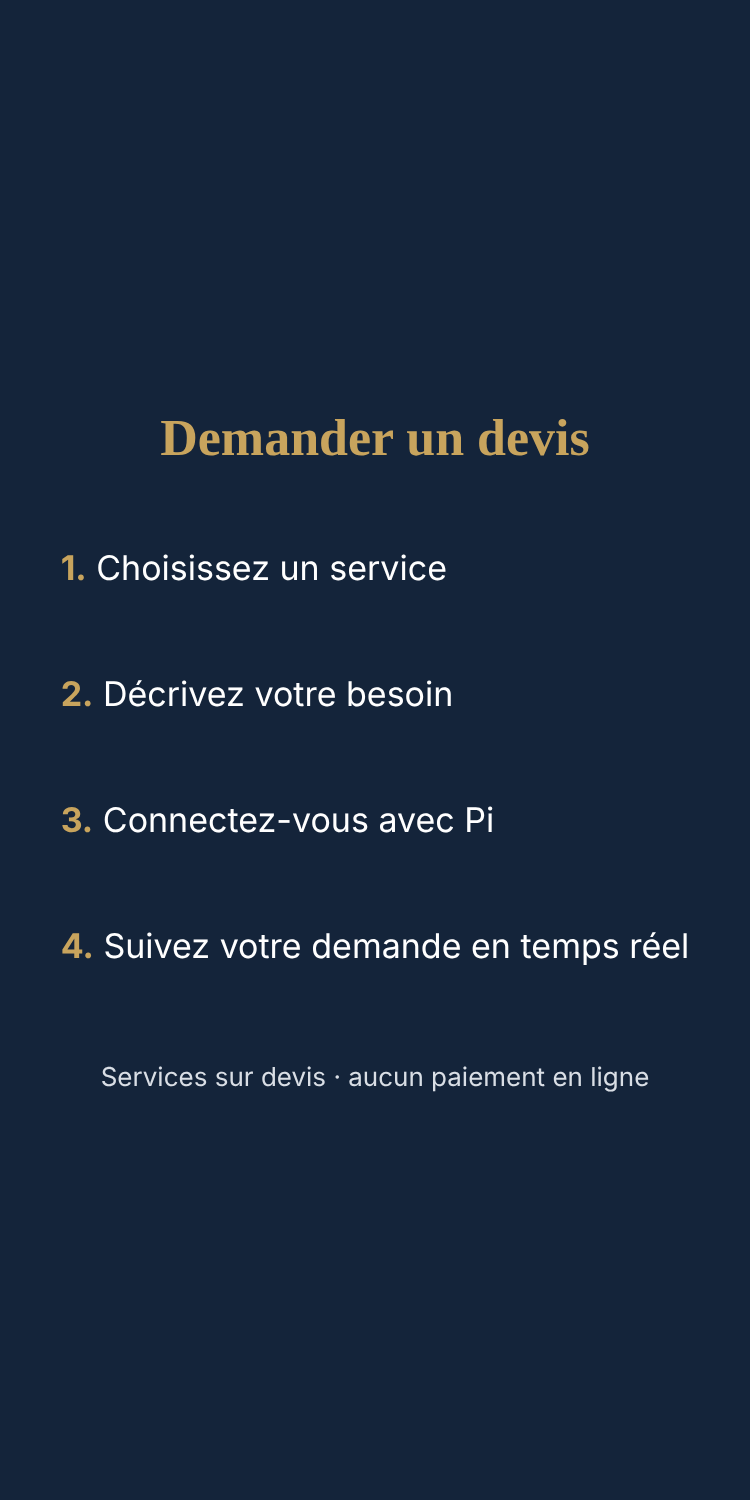 Demander un devis
1. Choisissez un service
2. Décrivez votre besoin
3. Connectez-vous avec Pi
4. Suivez votre demande en temps réel
Services sur devis · aucun paiement en ligne